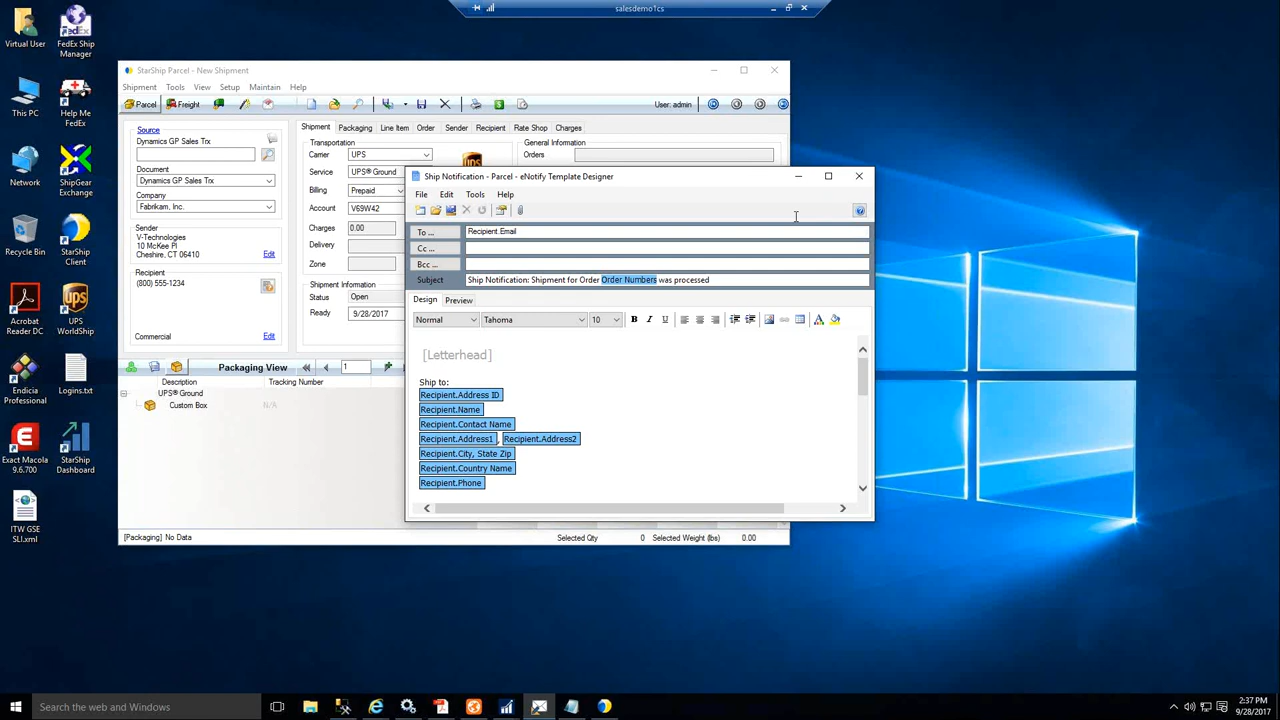 salesdemo1cs
Virtual User
FedEx Ship Manager
This PC
Help Me FedEx
Network
ShipGear Exchange
Recycle Bin
StarShip Client
Acrobat Reader DC
UPS WorldShip
Endicia Professional
Logins.txt
Exact Macola 9.6.700
StarShip Dashboard
ITW GSE SLI.xml
StarShip Parcel - New Shipment
Shipment Tools View Setup Maintain Help
Parcel Freight User: admin
Source
Dynamics GP Sales Trx
Document
Dynamics GP Sales Trx
Company
Fabrikam, Inc.
Sender
V-Technologies
10 McKee Pl
Cheshire, CT 06410
Edit
Recipient
(800) 555-1234
Commercial Edit
Shipment Packaging Line Item Order Sender Recipient Rate Shop Charges
Transportation
Carrier UPS
Service UPS® Ground
Billing Prepaid
Account V69W42
Charges 0.00
Delivery
Zone
Shipment Information
Status Open
Ready 9/28/2017
General Information
Orders
Packaging View 1
Description Tracking Number
UPS® Ground
Custom Box N/A
[Packaging] No Data Selected Qty 0 Selected Weight (lbs) 0.00
Ship Notification - Parcel - eNotify Template Designer
File Edit Tools Help
To ... Recipient.Email
Cc ...
Bcc ...
Subject Ship Notification: Shipment for Order Order Numbers was processed
Design Preview
Normal Tahoma 10 B I U A
[Letterhead]
Ship to:
Recipient.Address ID
Recipient.Name
Recipient.Contact Name
Recipient.Address1 , Recipient.Address2
Recipient.City, State Zip
Recipient.Country Name
Recipient.Phone
Search the web and Windows
2:37 PM
9/28/2017